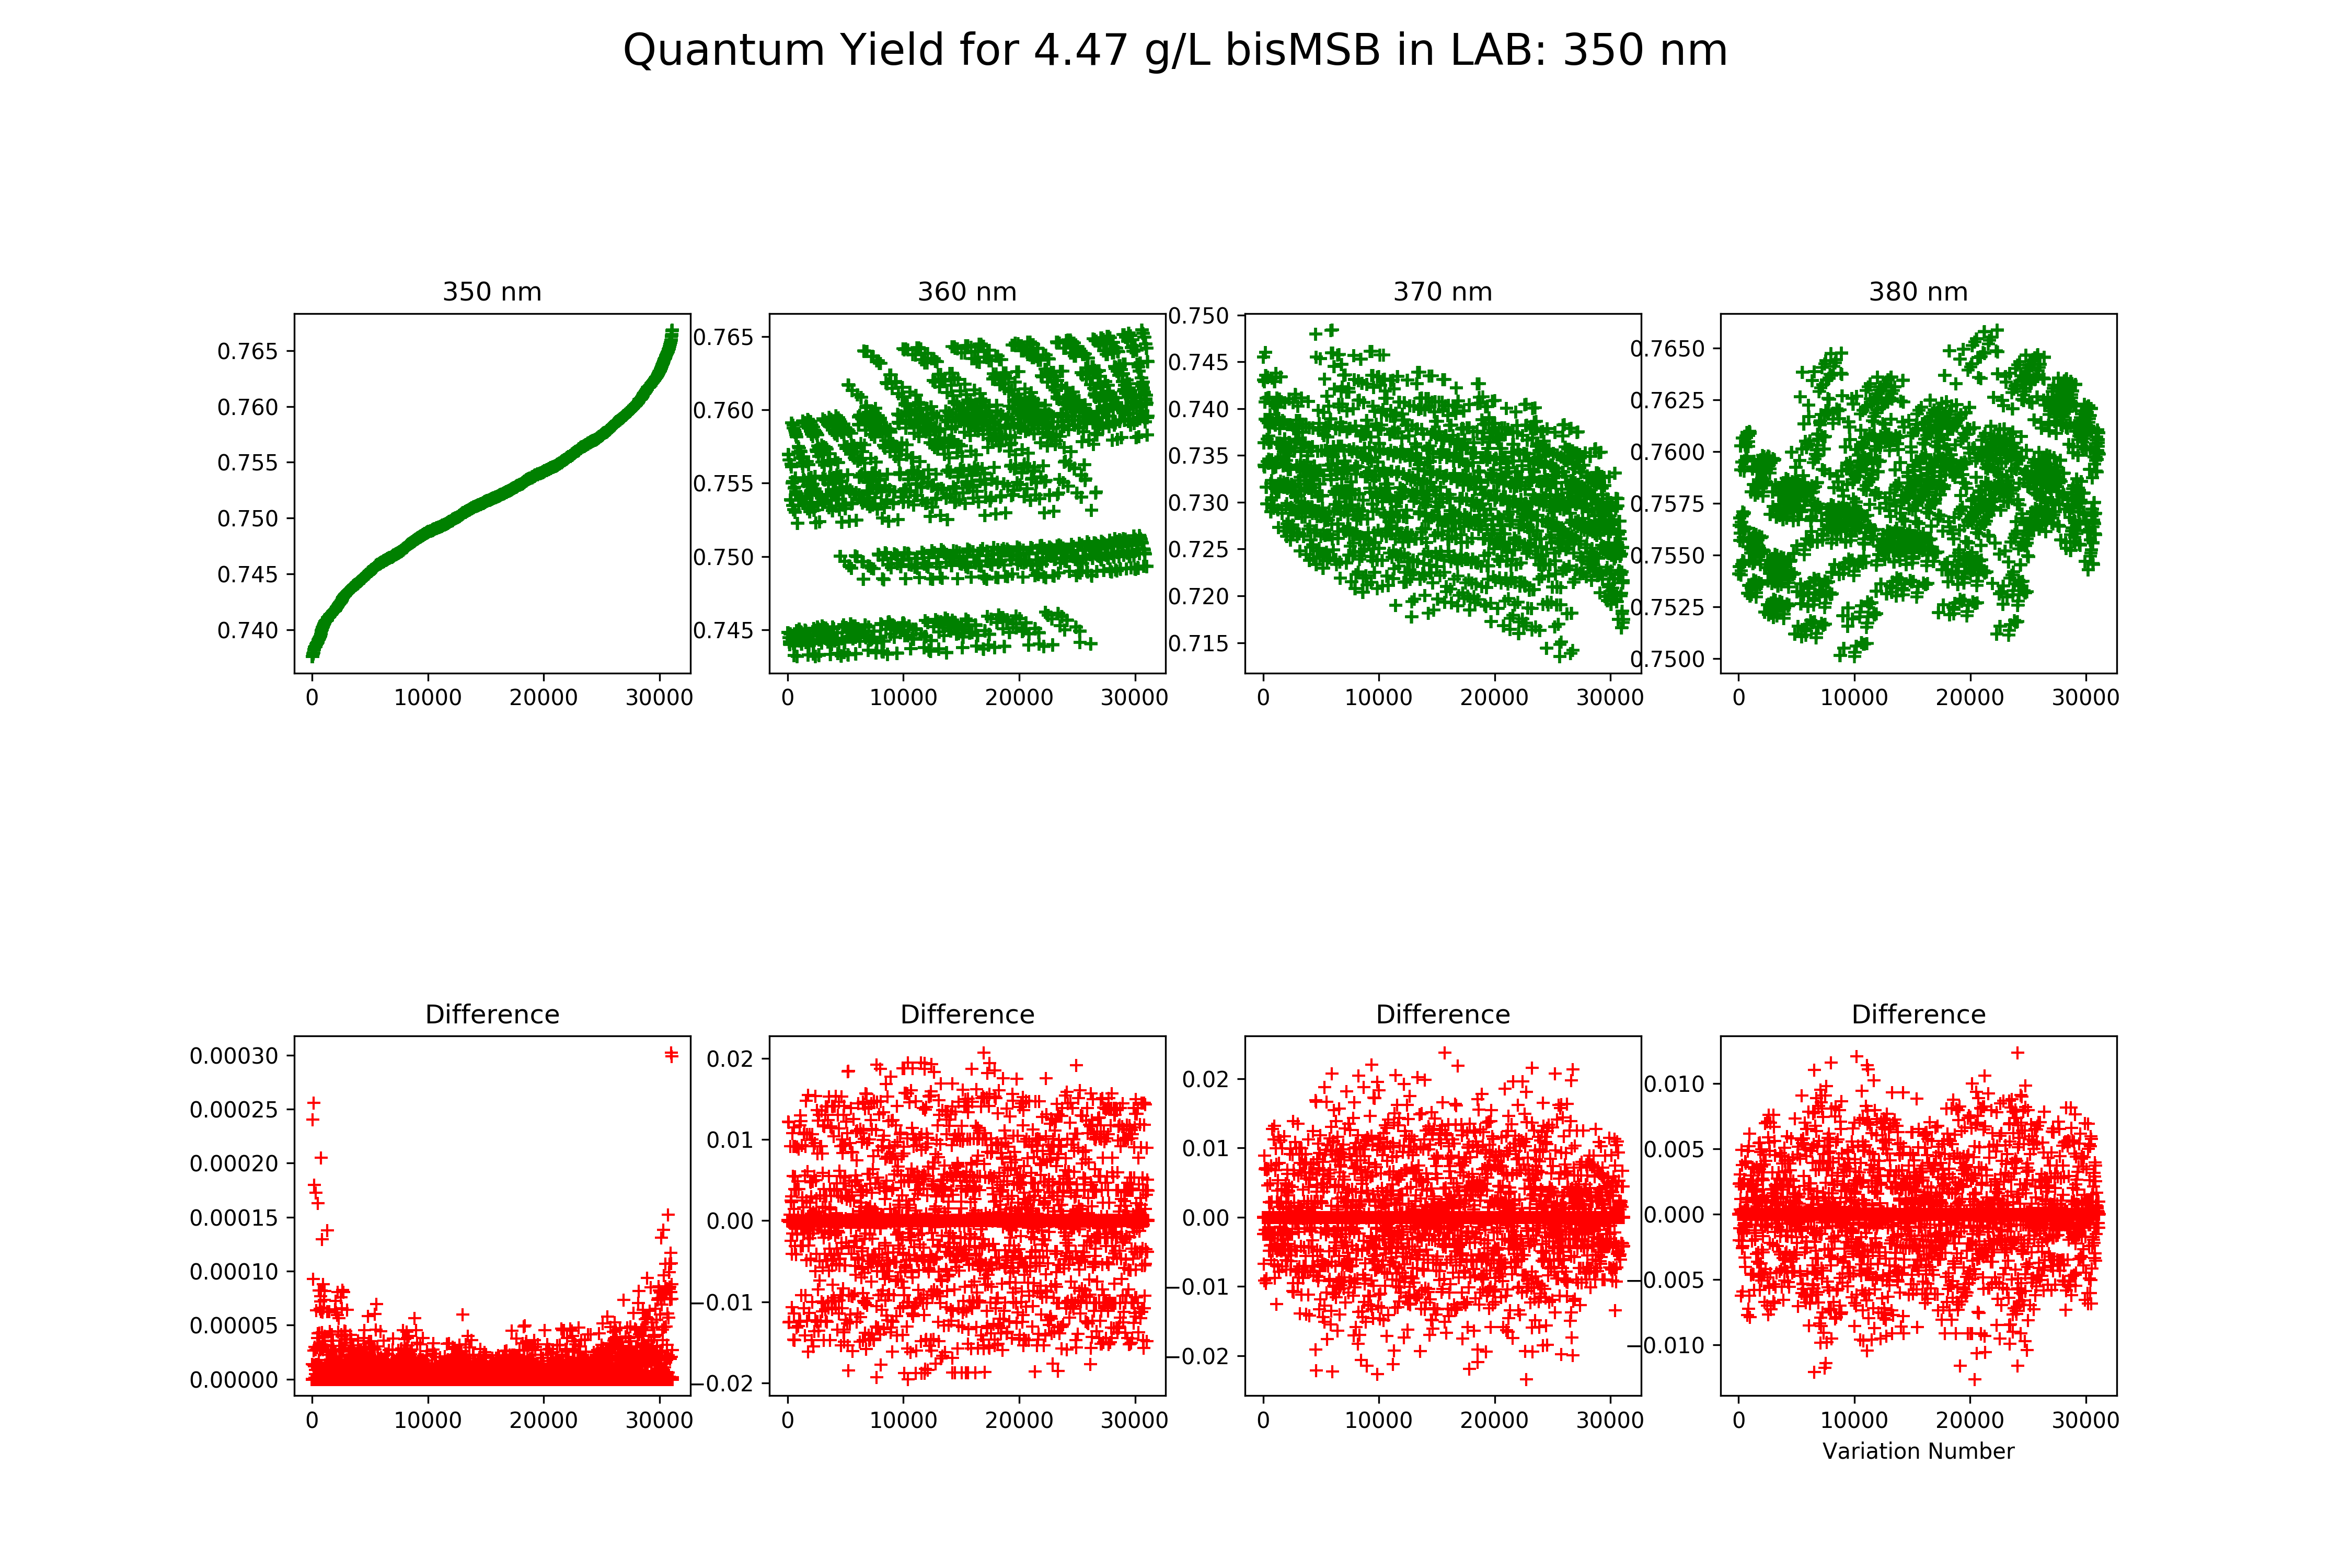 Quantum Yield for 4.47 g/L bisMSB in LAB: 350 nm
350 nm
0.765
0.760
0.755
0.750
0.745
0.740
0 10000 20000 30000
360 nm
0.765
0.760
0.755
0.750
0.745
0 10000 20000 30000
370 nm
0.750
0.745
0.740
0.735
0.730
0.725
0.720
0.715
0 10000 20000 30000
380 nm
0.7650
0.7625
0.7600
0.7575
0.7550
0.7525
0.7500
0 10000 20000 30000
Difference
0.00030
0.00025
0.00020
0.00015
0.00010
0.00005
0.00000
0 10000 20000 30000
Difference
0.02
0.01
0.00
−0.01
−0.02
0 10000 20000 30000
Difference
0.02
0.01
0.00
−0.01
−0.02
0 10000 20000 30000
Difference
0.010
0.005
0.000
−0.005
−0.010
0 10000 20000 30000
Variation Number